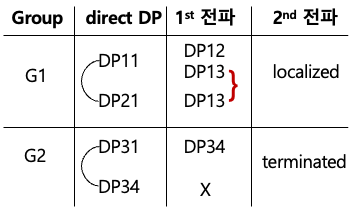 Group direct DP 1st 전파 2nd 전파
G1 DP11 DP12 localized
DP13
DP21 DP13
G2 DP31 DP34 terminated
DP34 X